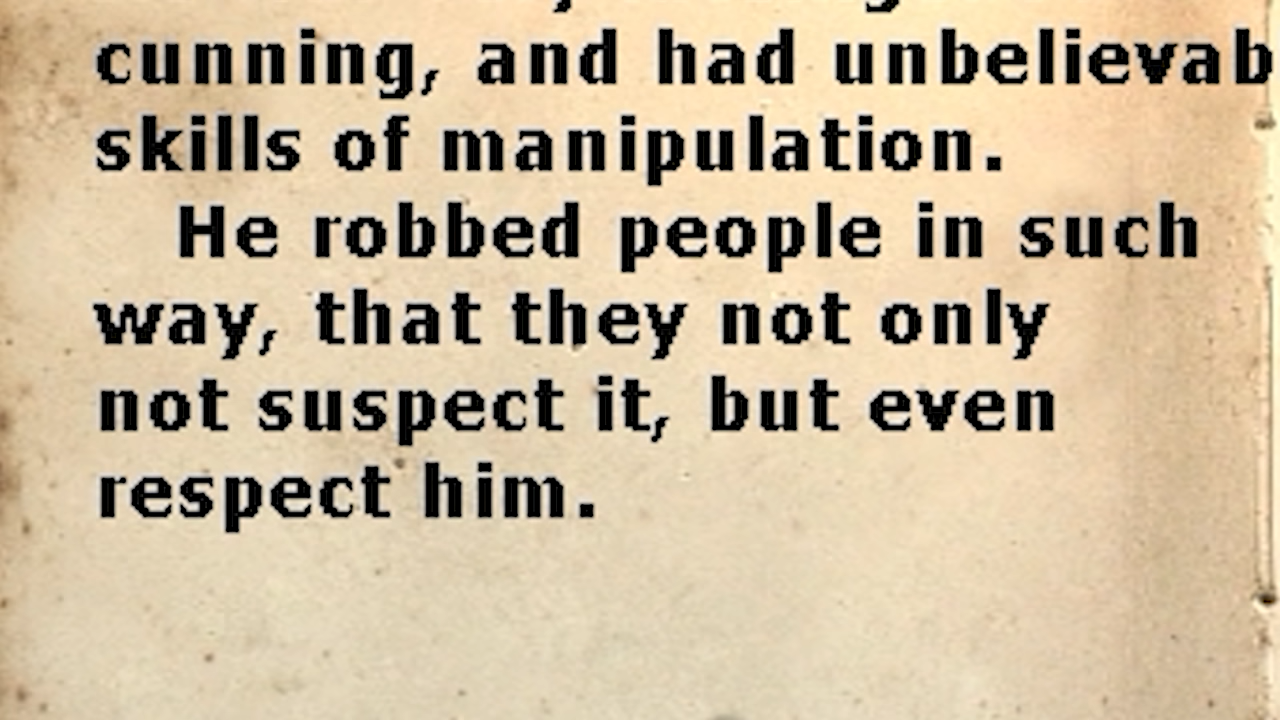 cunning, and had unbelievab
skills of manipulation.
He robbed people in such
way, that they not only
not suspect it, but even
respect him.